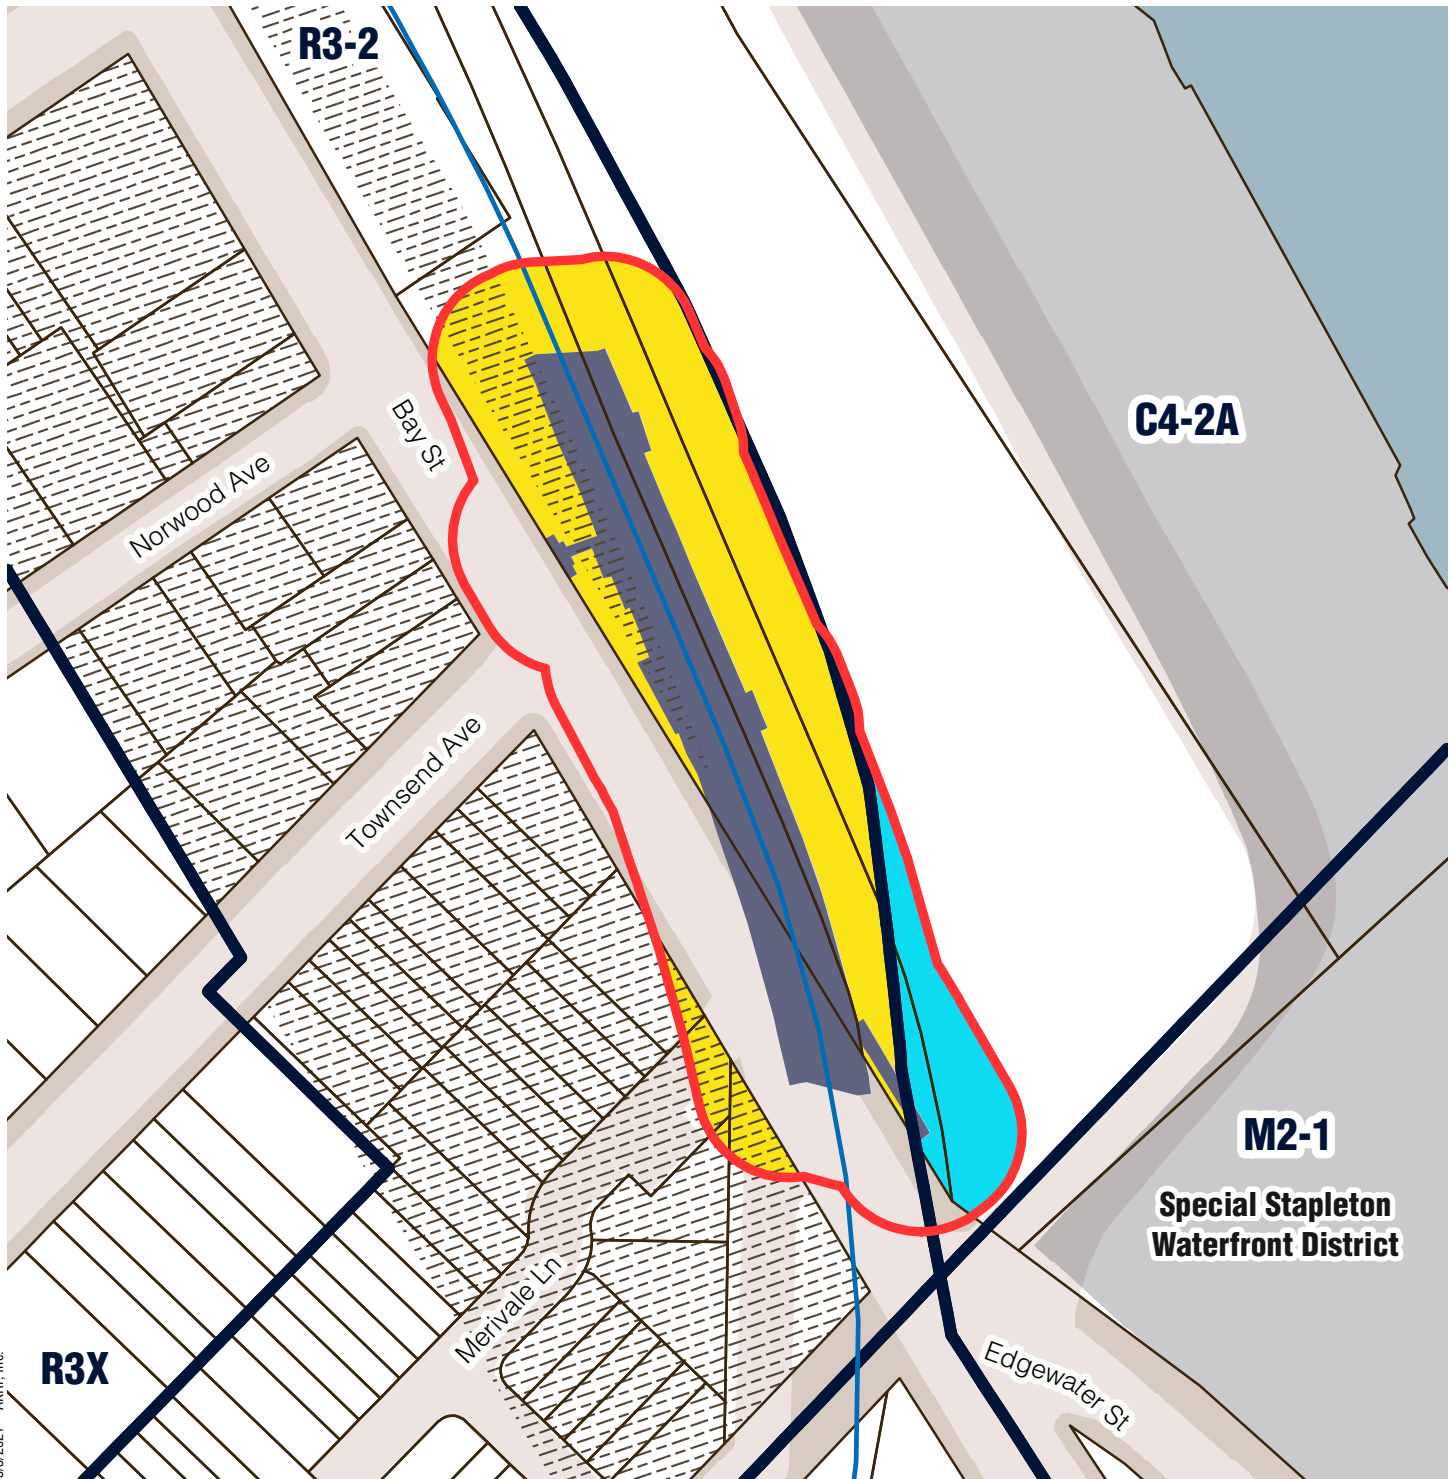 R3-2
C4-2A
Bay St
Norwood Ave
Townsend Ave
M2-1
Special Stapleton
Waterfront District
Merivale Ln
R3X
Edgewater St